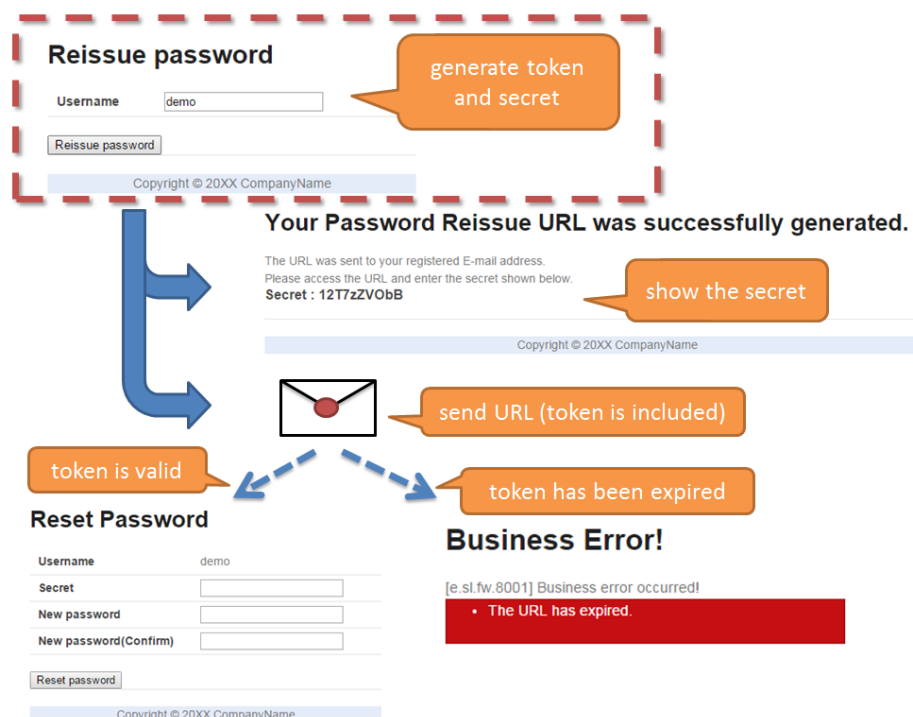 Reissue password
generate token
and secret
Username demo
Reissue password
Copyright © 20XX CompanyName
Your Password Reissue URL was successfully generated.
The URL was sent to your registered E-mail address.
Please access the URL and enter the secret shown below.
Secret : 12T7zZVObB
show the secret
Copyright © 20XX CompanyName
send URL (token is included)
token is valid
token has been expired
Reset Password
Username demo
Secret
New password
New password(Confirm)
Reset password
Copyright © 20XX CompanyName
Business Error!
[e.sl.fw.8001] Business error occurred!
• The URL has expired.